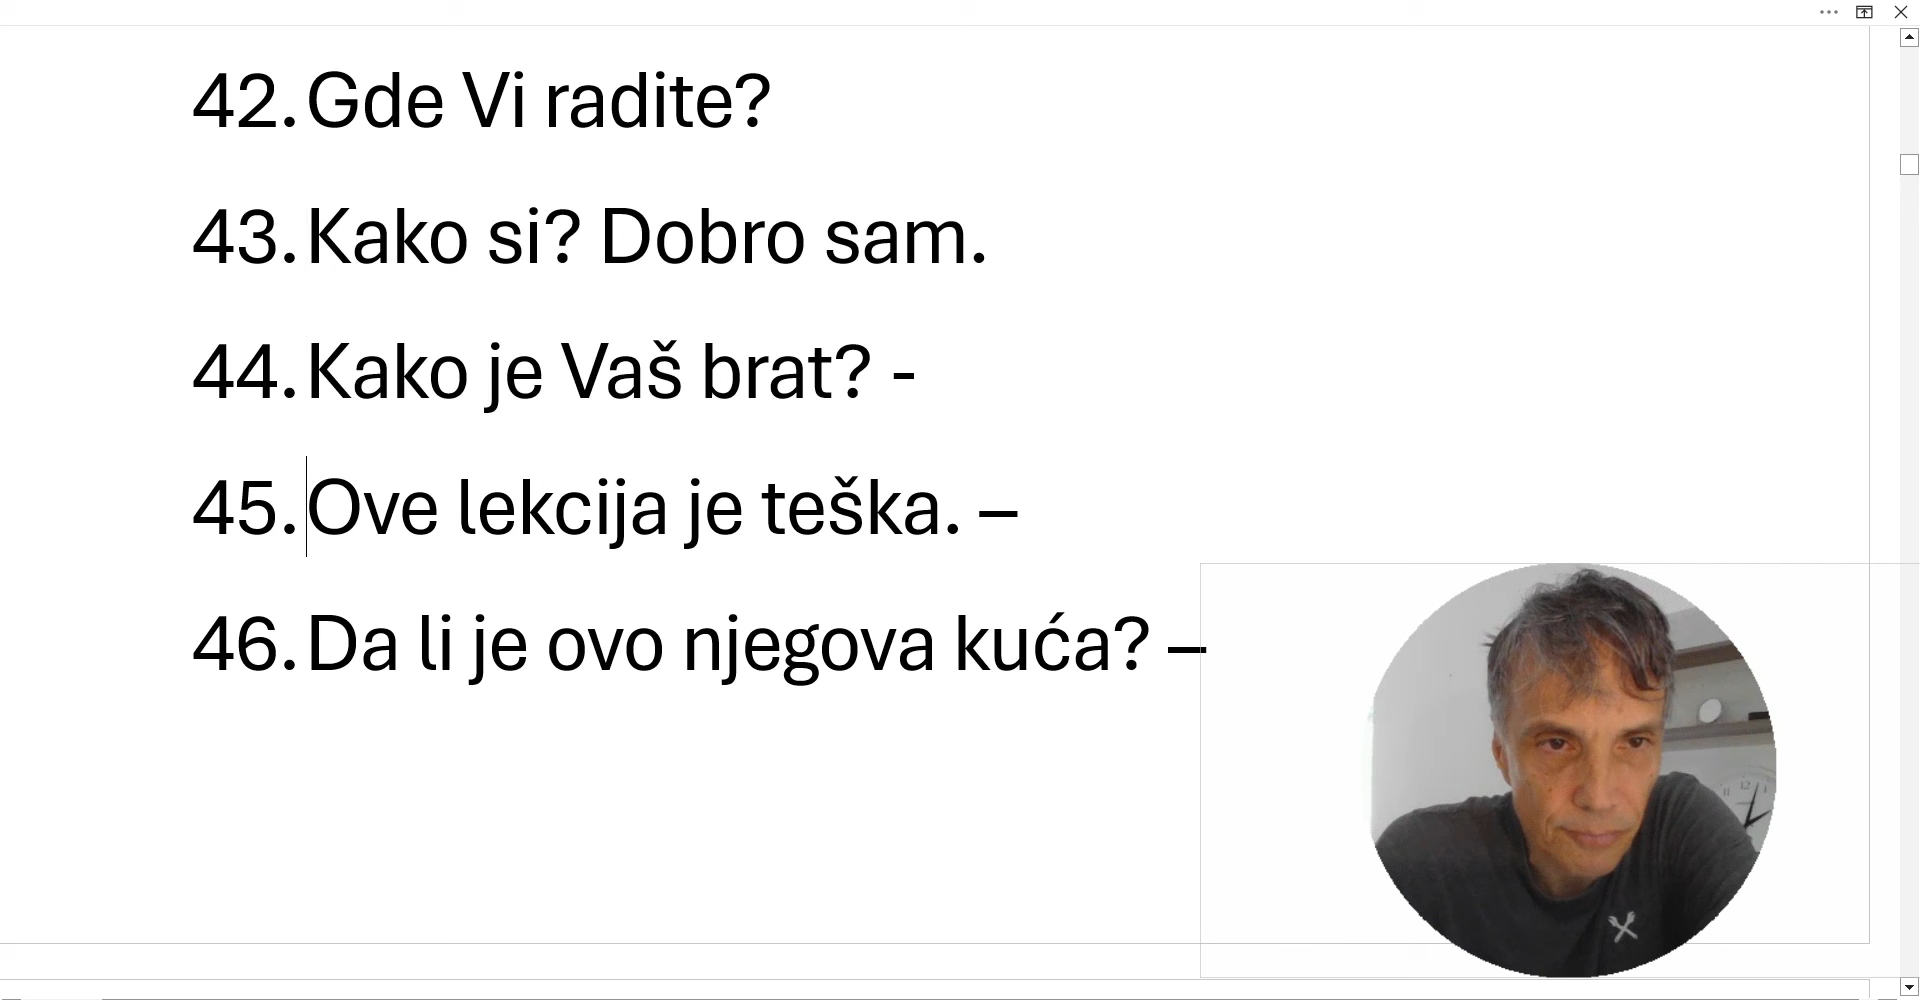 42. Gde Vi radite?
43. Kako si? Dobro sam.
44. Kako je Vaš brat? -
45. Ove lekcija je teška. –
46. Da li je ovo njegova kuća? –